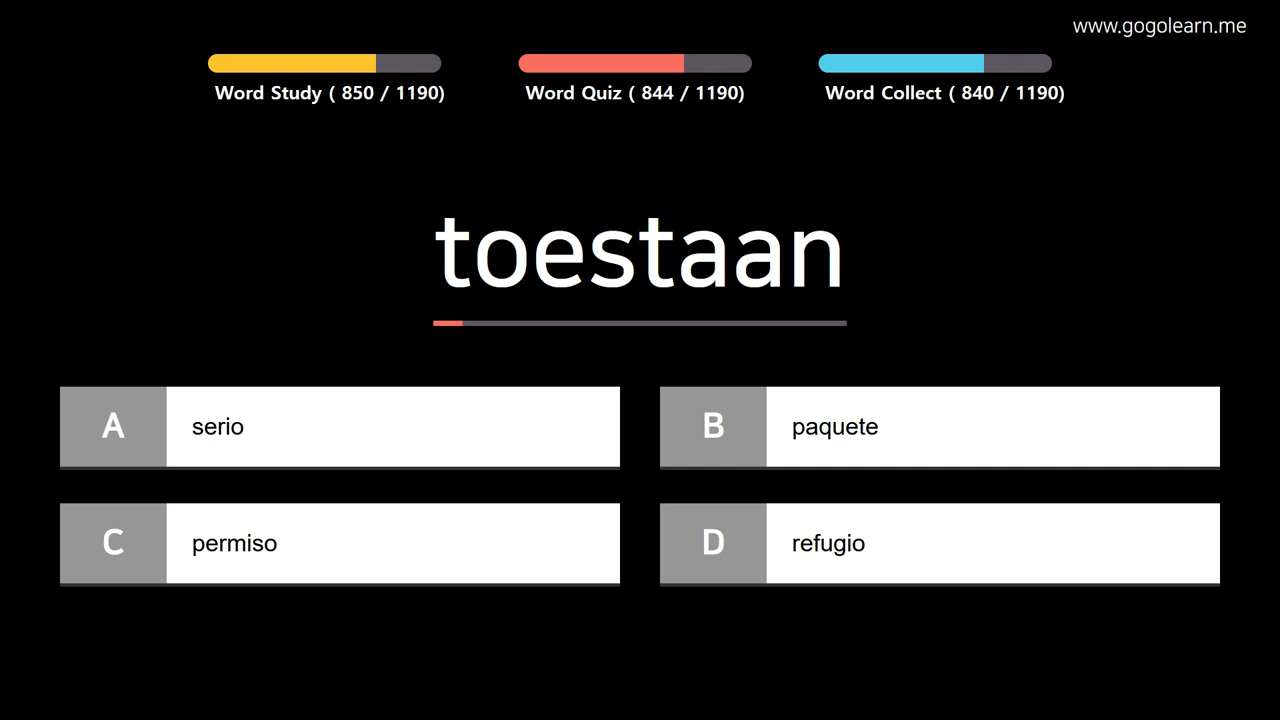 www.gogolearn.me
Word Study ( 850 / 1190)
Word Quiz ( 844 / 1190)
Word Collect ( 840 / 1190)
toestaan
A
serio
B
paquete
C
permiso
D
refugio